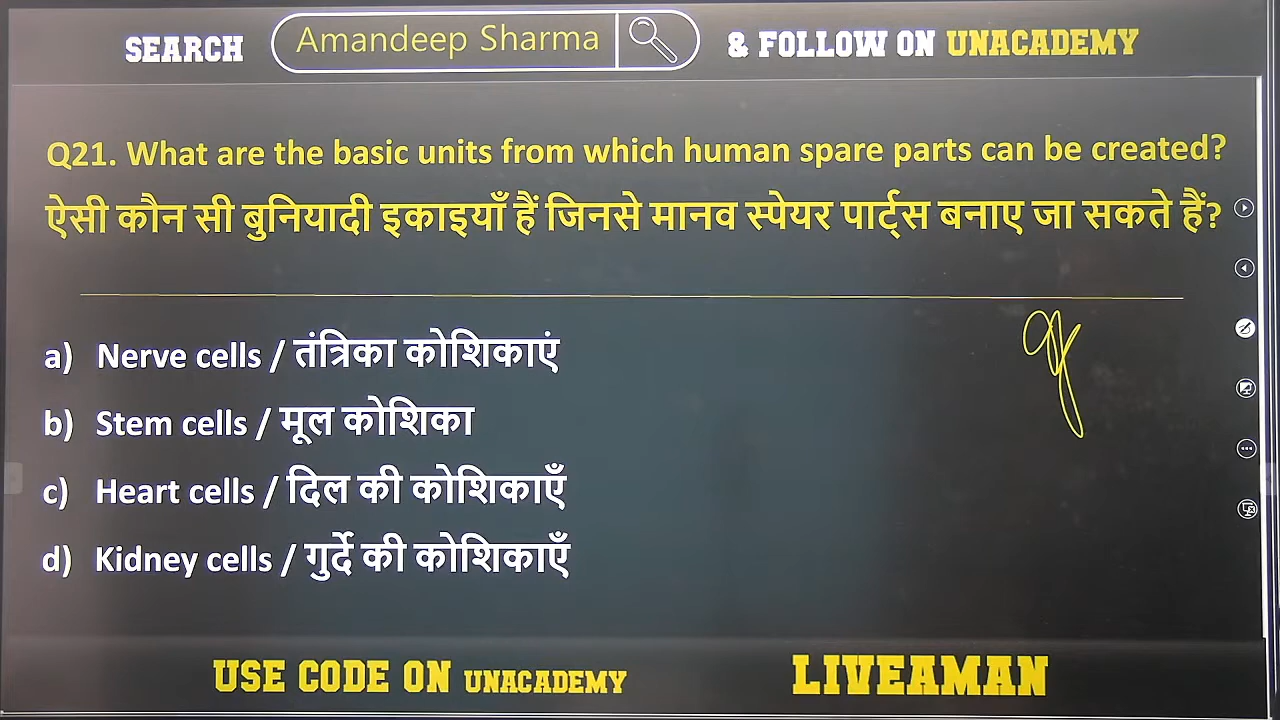 SEARCH Amandeep Sharma & FOLLOW ON UNACADEMY
Q21. What are the basic units from which human spare parts can be created?
ऐसी कौन सी बुनियादी इकाइयाँ हैं जिनसे मानव स्पेयर पार्ट्स बनाए जा सकते हैं?
a) Nerve cells / तंत्रिका कोशिकाएं
b) Stem cells / मूल कोशिका
c) Heart cells / दिल की कोशिकाएँ
d) Kidney cells / गुर्दे की कोशिकाएँ
USE CODE ON UNACADEMY LIVEAMAN